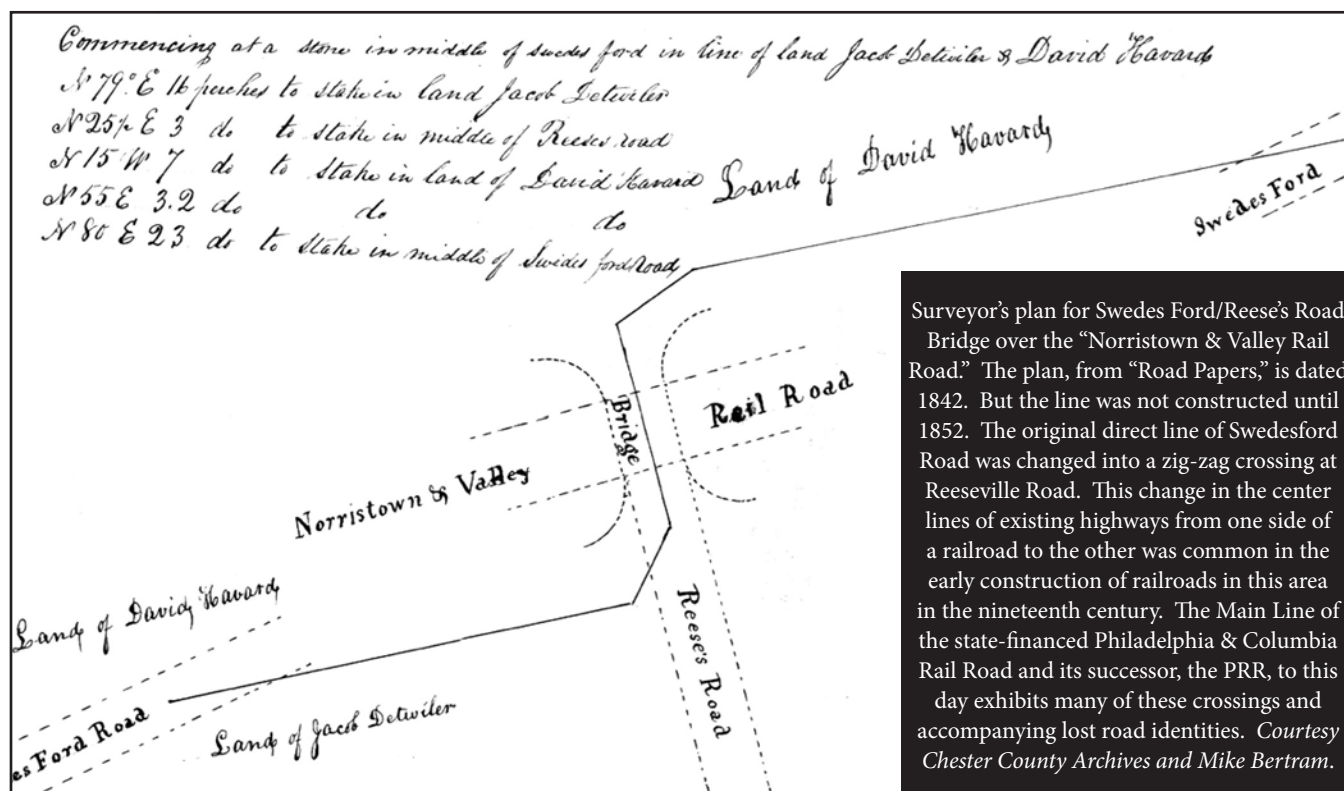 Commencing at a stone in middle of swedes ford in line of land Jacob Detwiler & David Havard
N 79° E 16 perches to stake in land Jacob Detwiler
N 25½ E 3 do to stake in middle of Reeses road
N 15 W 7 do to stake in land of David Havard
N 55 E 3.2 do do do
N 80 E 23 do to stake in middle of Swides ford Road
Land of David Havard
Swedes Ford
Bridge
Rail Road
Norristown & Valley
Land of David Havard
Reese's Road
es Ford Road
Land of Jacob Detwiler
Surveyor's plan for Swedes Ford/Reese's Road
Bridge over the “Norristown & Valley Rail
Road.” The plan, from “Road Papers,” is dated
1842. But the line was not constructed until
1852. The original direct line of Swedesford
Road was changed into a zig-zag crossing at
Reeseville Road. This change in the center
lines of existing highways from one side of
a railroad to the other was common in the
early construction of railroads in this area
in the nineteenth century. The Main Line of
the state-financed Philadelphia & Columbia
Rail Road and its successor, the PRR, to this
day exhibits many of these crossings and
accompanying lost road identities. Courtesy
Chester County Archives and Mike Bertram.